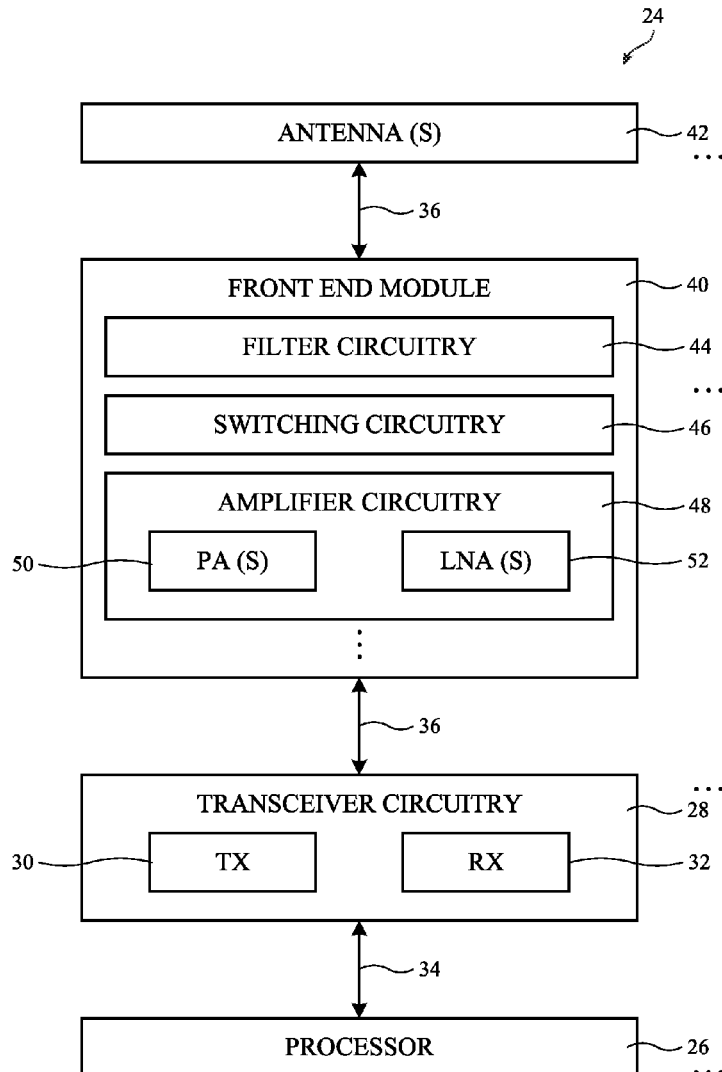 24
ANTENNA (S)
42
...
36
FRONT END MODULE
40
FILTER CIRCUITRY
44
...
SWITCHING CIRCUITRY
46
AMPLIFIER CIRCUITRY
48
50
PA (S)
LNA (S)
52
...
36
...
TRANSCEIVER CIRCUITRY
28
30
TX
RX
32
34
PROCESSOR
26
...